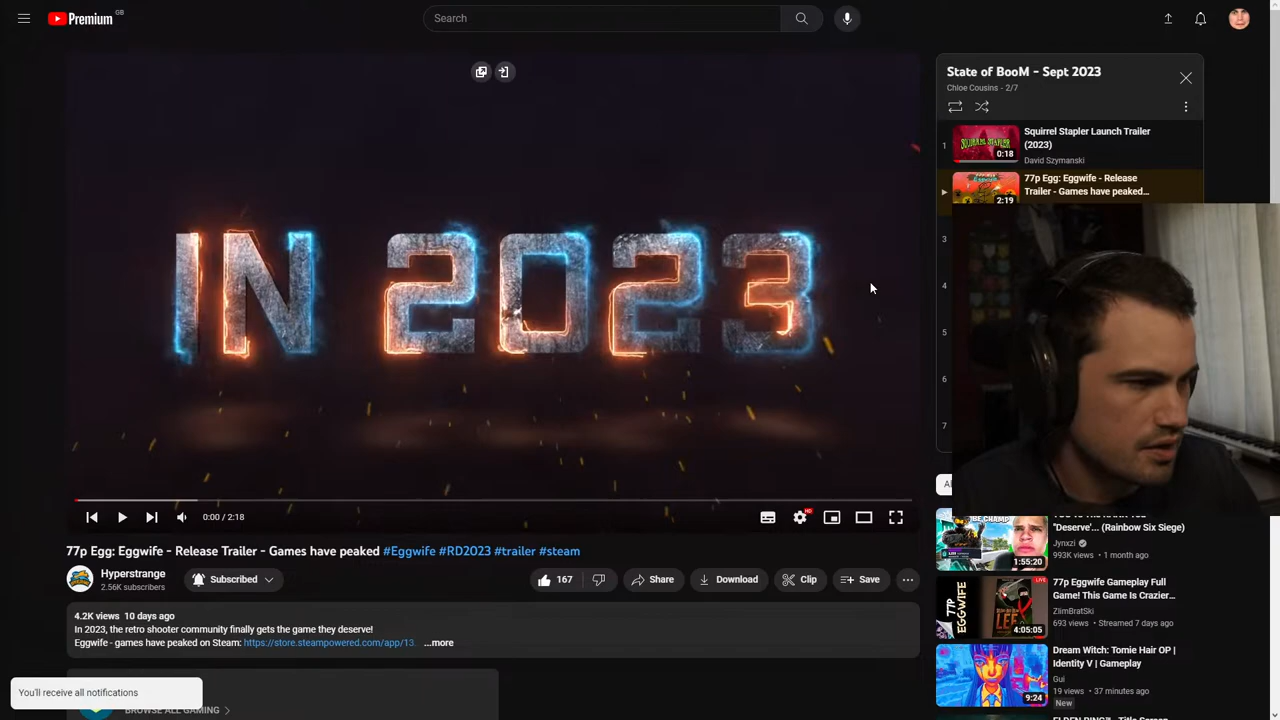 Premium
GB
Search
IN 2023
State of BooM - Sept 2023
Chloe Cousins - 2/7
1
Squirrel Stapler Launch Trailer
(2023)
David Szymanski
0:18
77p Egg: Eggwife - Release
Trailer - Games have peaked...
2:19
3
4
5
6
7
0:00 / 2:18
HD
77p Egg: Eggwife - Release Trailer - Games have peaked #Eggwife #RD2023 #trailer #steam
Hyperstrange
2.56K subscribers
Subscribed
167
Share
Download
Clip
Save
4.2K views 10 days ago
In 2023, the retro shooter community finally gets the game they deserve!
Eggwife - games have peaked on Steam: https://store.steampowered.com/app/13. ...more
You'll receive all notifications
BROWSE ALL GAMING
"Deserve"... (Rainbow Six Siege)
Jynxzi
993K views • 1 month ago
1:55:20
77p Eggwife Gameplay Full
Game! This Game Is Crazier...
ZlimBratSki
693 views • Streamed 7 days ago
LIVE
77P
EGGWIFE
LEE
4:05:05
Dream Witch: Tomie Hair OP |
Identity V | Gameplay
Gui
19 views • 37 minutes ago
New
9:24